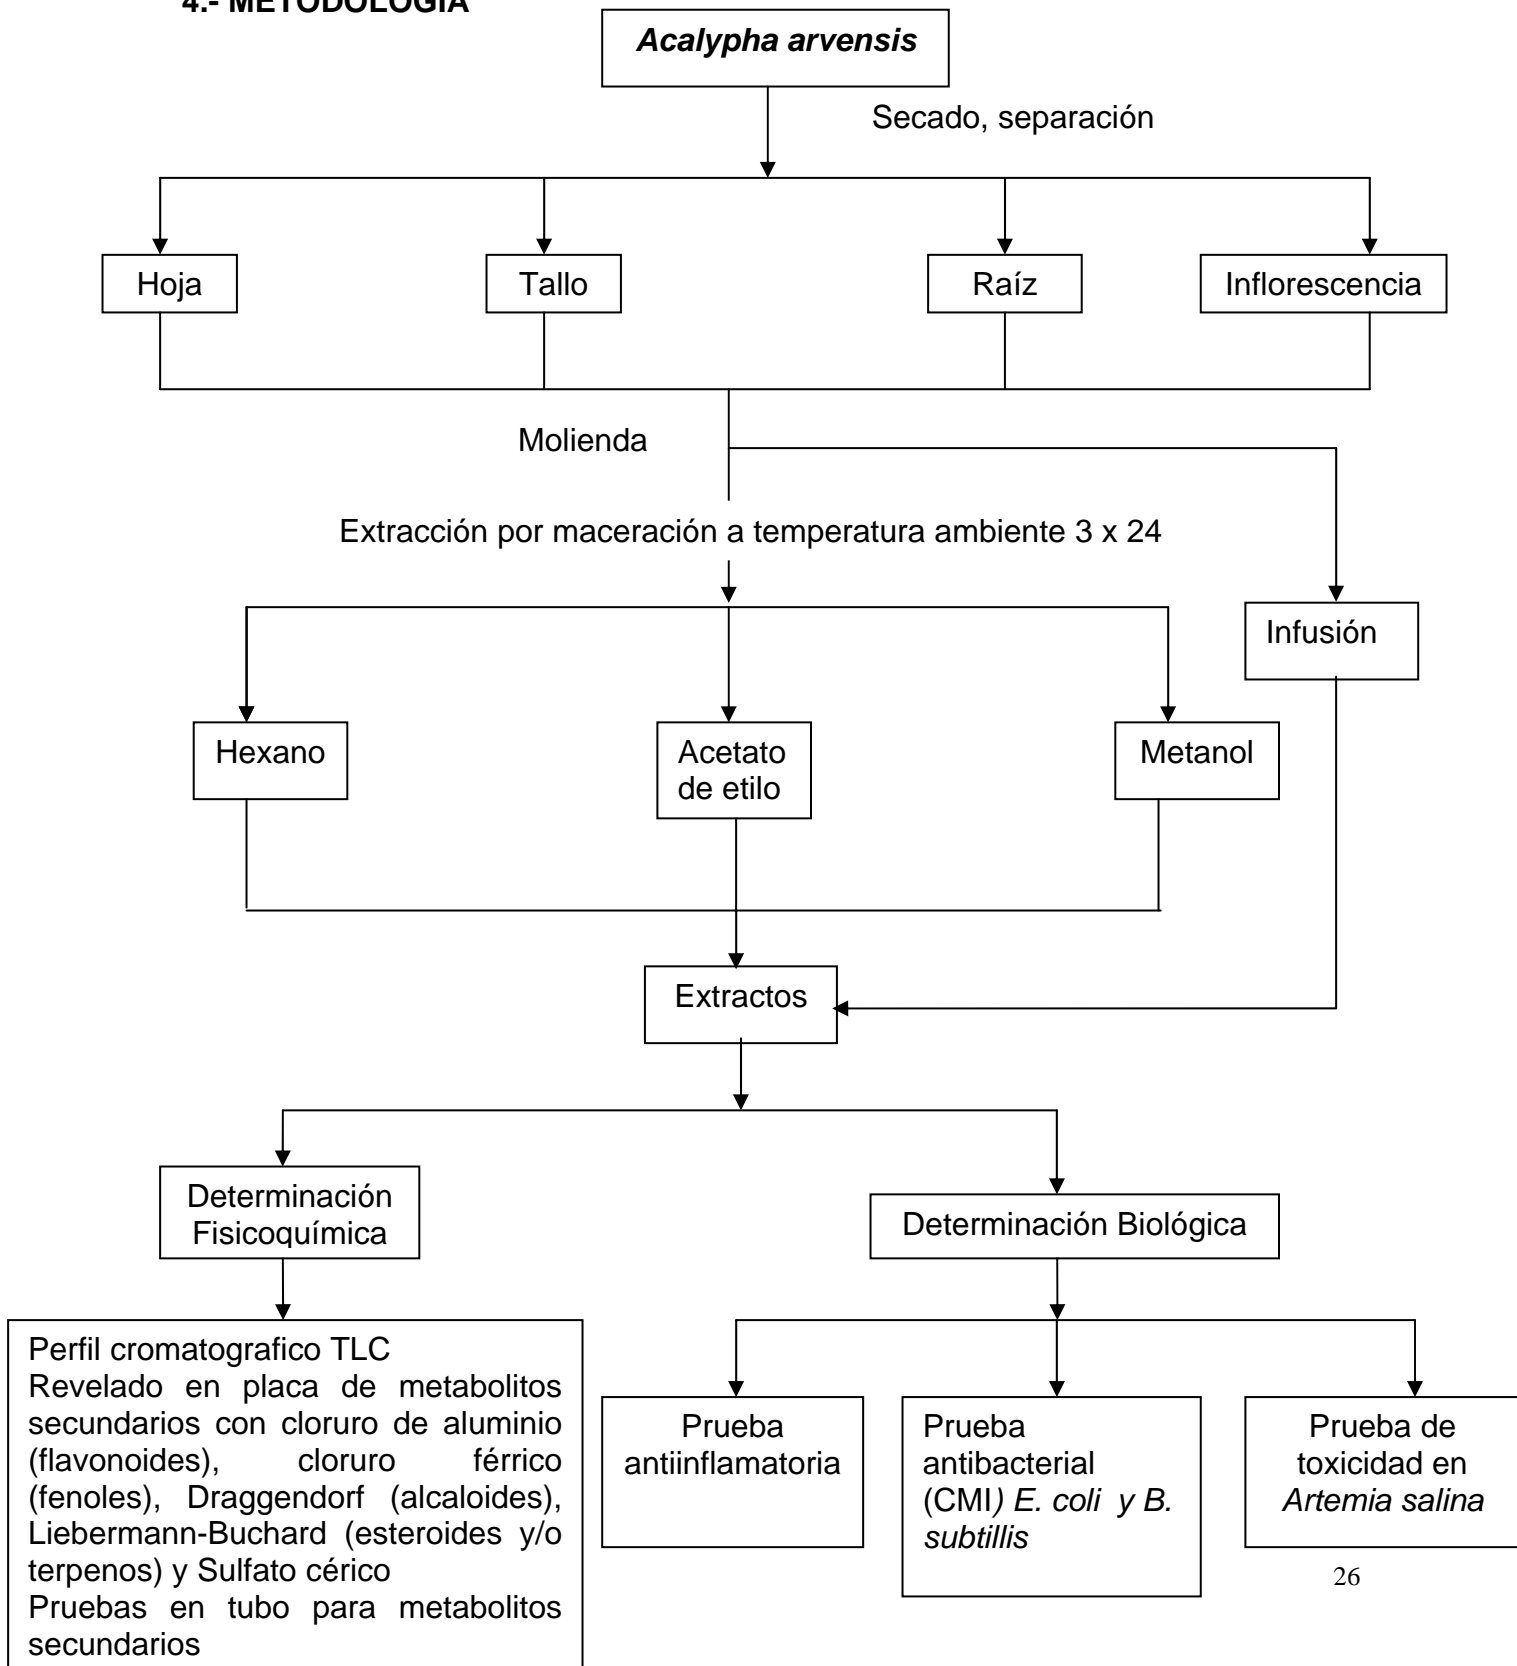 4.- METODOLOGÍA
Acalypha arvensis
Secado, separación
Hoja
Tallo
Raíz
Inflorescencia
Molienda
Extracción por maceración a temperatura ambiente 3 x 24
Infusión
Hexano
Acetato
de etilo
Metanol
Extractos
Determinación
Fisicoquímica
Determinación Biológica
Perfil cromatografico TLC
Revelado en placa de metabolitos
secundarios con cloruro de aluminio
(flavonoides), cloruro férrico
(fenoles), Draggendorf (alcaloides),
Liebermann-Buchard (esteroides y/o
terpenos) y Sulfato cérico
Pruebas en tubo para metabolitos
secundarios
Prueba
antiinflamatoria
Prueba
antibacterial
(CMI) E. coli y B.
subtillis
Prueba de
toxicidad en
Artemia salina
26